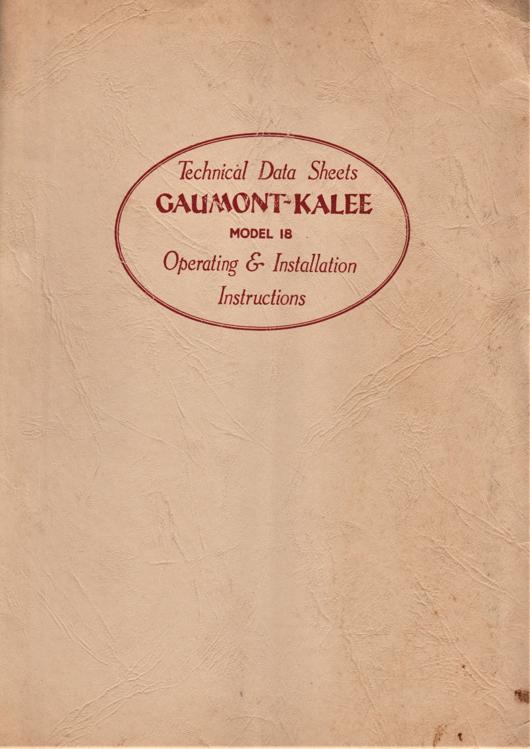 Technical Data Sheets
GAUMONT-KALEE
MODEL 18
Operating & Installation
Instructions